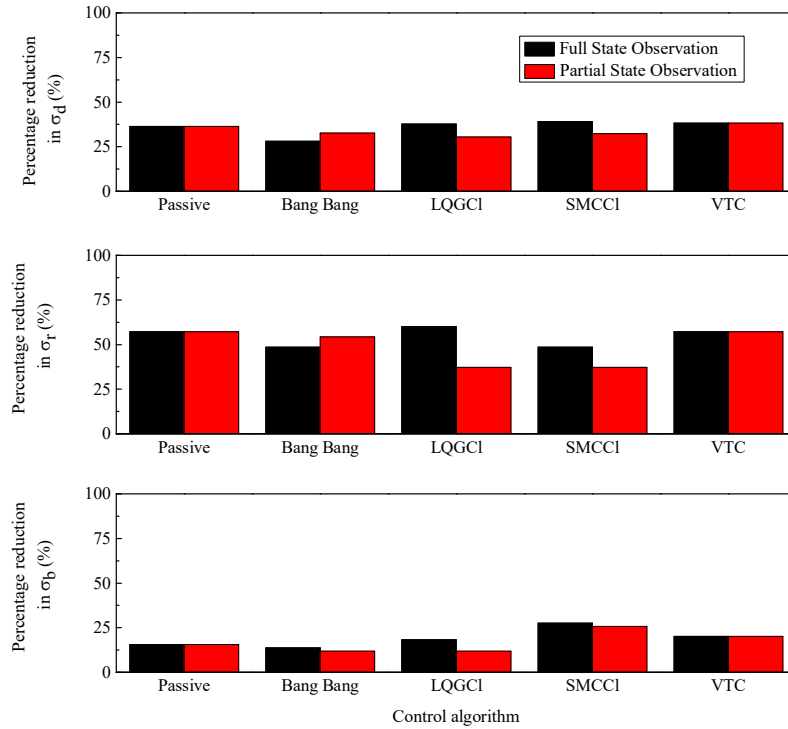 100
75
50
25
0
Percentage reduction
in σd (%)
Full State Observation
Partial State Observation
Passive Bang Bang LQGCl SMCCl VTC
100
75
50
25
0
Percentage reduction
in σr (%)
Passive Bang Bang LQGCl SMCCl VTC
100
75
50
25
0
Percentage reduction
in σb (%)
Passive Bang Bang LQGCl SMCCl VTC
Control algorithm